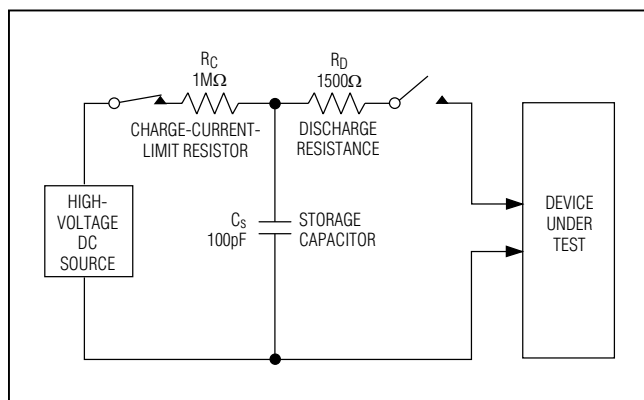 RC
1MΩ
CHARGE-CURRENT-
LIMIT RESISTOR
RD
1500Ω
DISCHARGE
RESISTANCE
HIGH-
VOLTAGE
DC
SOURCE
CS
100pF
STORAGE
CAPACITOR
DEVICE
UNDER
TEST